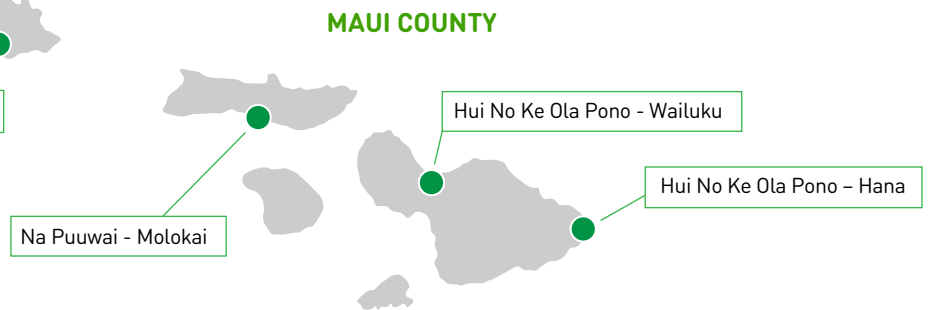 MAUI COUNTY
Hui No Ke Ola Pono - Wailuku
Hui No Ke Ola Pono – Hana
Na Puuwai - Molokai